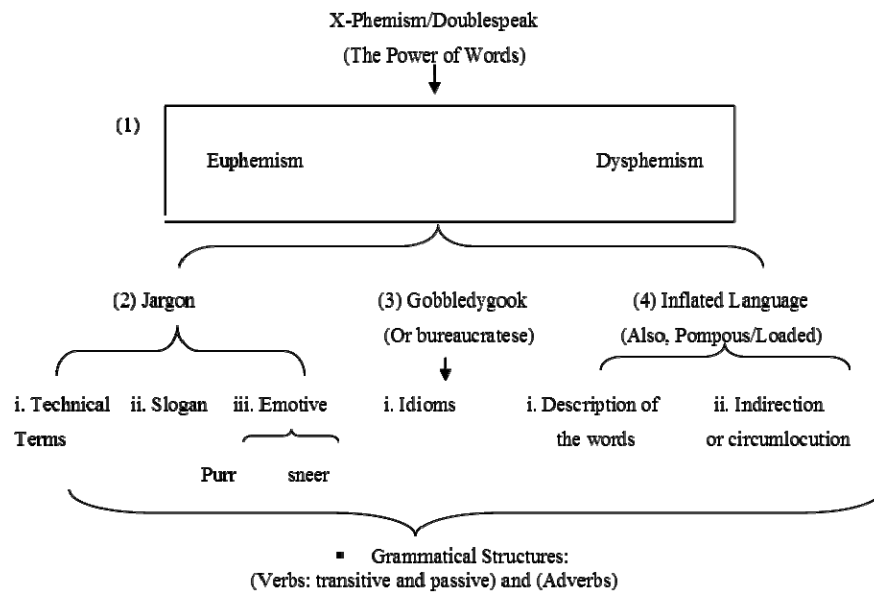 X-Phemism/Doublespeak
(The Power of Words)
(1)
Euphemism Dysphemism
(2) Jargon (3) Gobbledygook (4) Inflated Language
(Or bureaucratese) (Also, Pompous/Loaded)
i. Technical ii. Slogan iii. Emotive i. Idioms i. Description of ii. Indirection
Terms the words or circumlocution
Purr sneer
▪ Grammatical Structures:
(Verbs: transitive and passive) and (Adverbs)